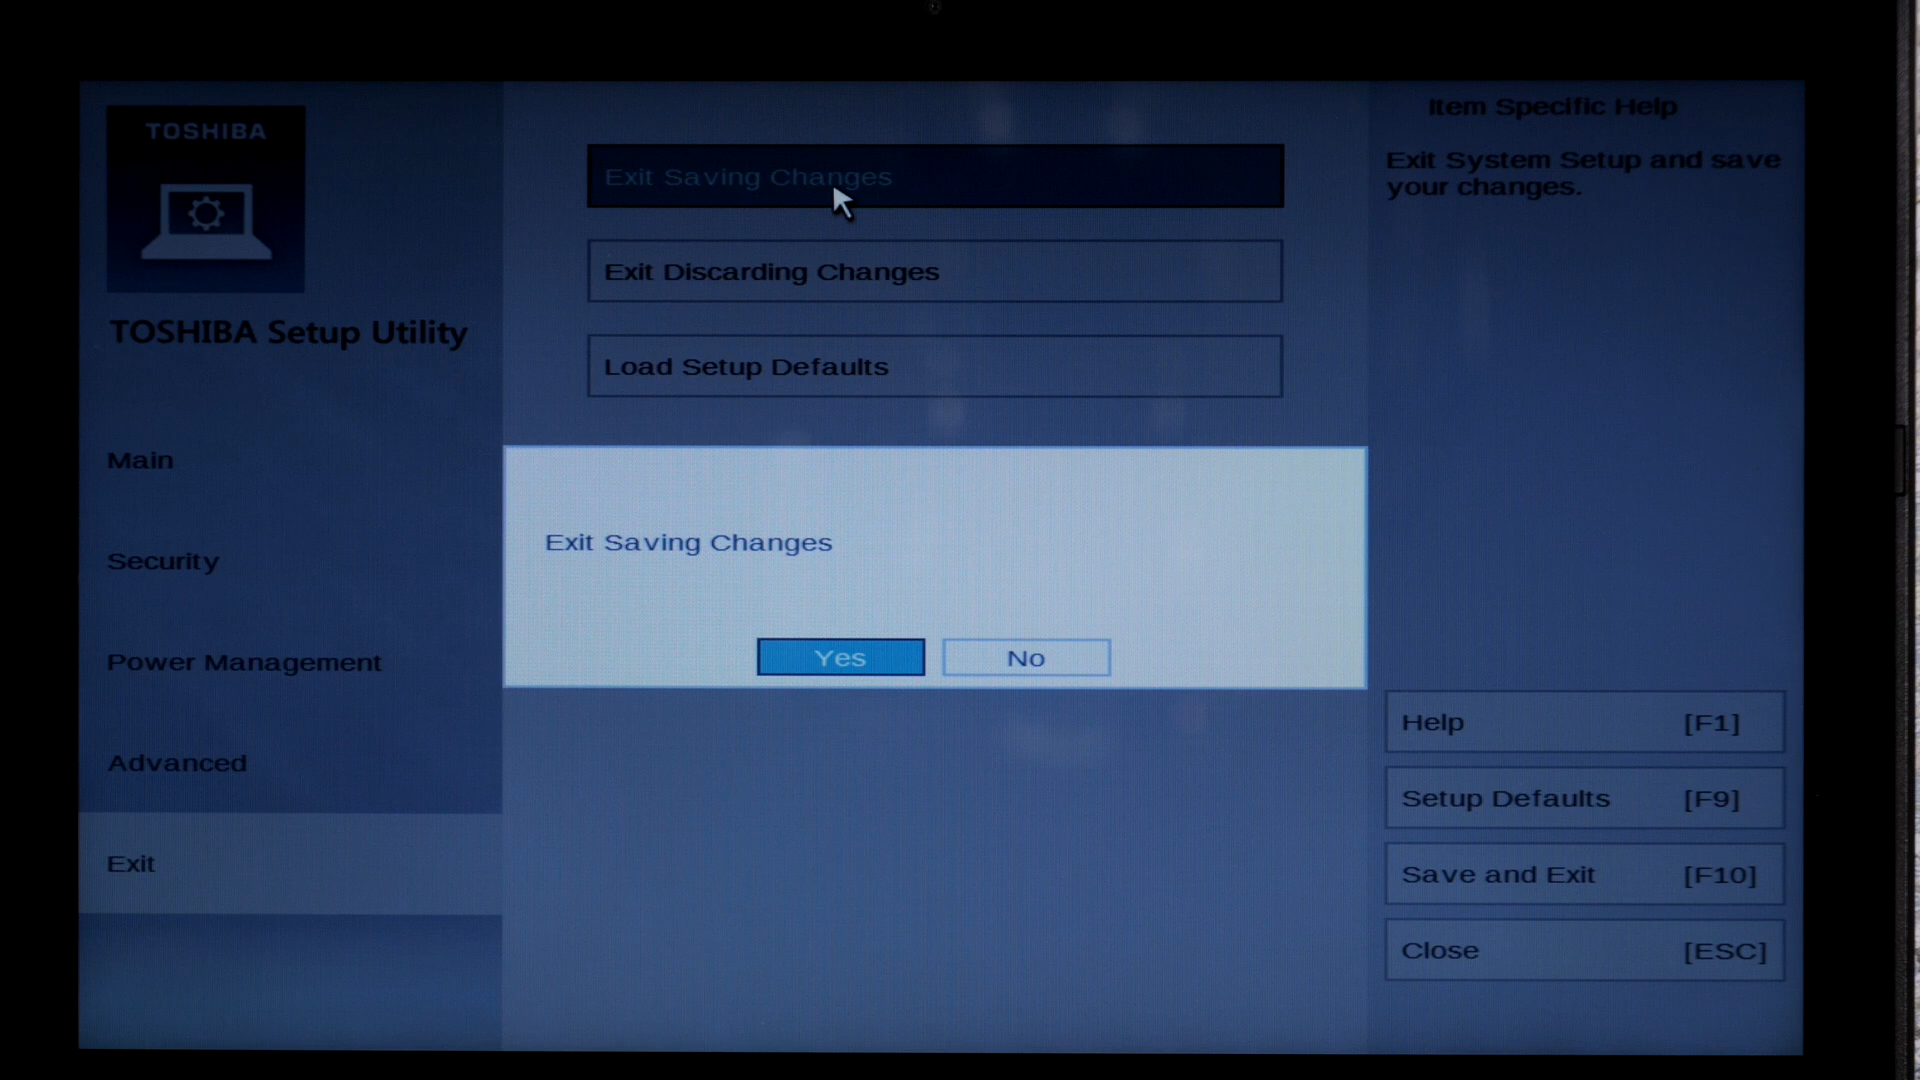 TOSHIBA
TOSHIBA Setup Utility
Main
Security
Power Management
Advanced
Exit
Exit Saving Changes
Exit Discarding Changes
Load Setup Defaults
Exit Saving Changes
Yes No
Item Specific Help
Exit System Setup and save
your changes.
Help [F1]
Setup Defaults [F9]
Save and Exit [F10]
Close [ESC]